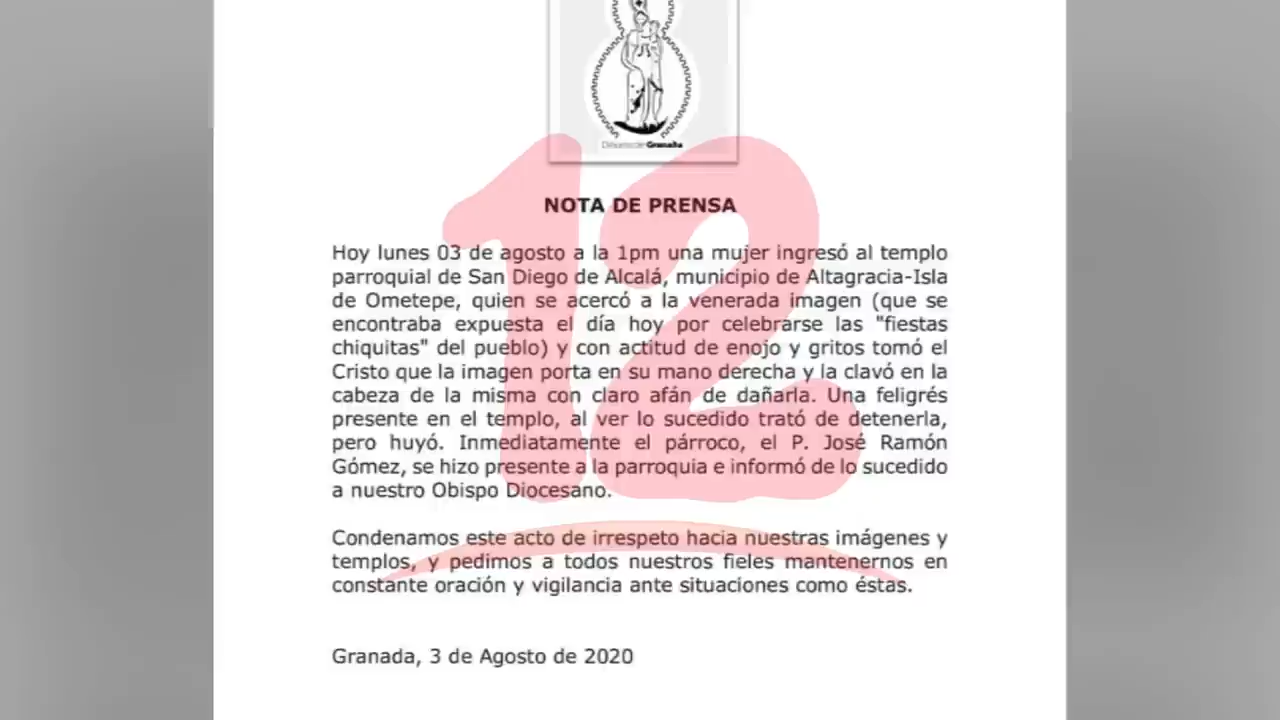 Diócesis de Granada
12
NOTA DE PRENSA
Hoy lunes 03 de agosto a la 1pm una mujer ingresó al templo
parroquial de San Diego de Alcalá, municipio de Altagracia-Isla
de Ometepe, quien se acercó a la venerada imagen (que se
encontraba expuesta el día hoy por celebrarse las "fiestas
chiquitas" del pueblo) y con actitud de enojo y gritos tomó el
Cristo que la imagen porta en su mano derecha y la clavó en la
cabeza de la misma con claro afán de dañarla. Una feligrés
presente en el templo, al ver lo sucedido trató de detenerla,
pero huyó. Inmediatamente el párroco, el P. José Ramón
Gómez, se hizo presente a la parroquia e informó de lo sucedido
a nuestro Obispo Diocesano.
Condenamos este acto de irrespeto hacia nuestras imágenes y
templos, y pedimos a todos nuestros fieles mantenernos en
constante oración y vigilancia ante situaciones como éstas.
Granada, 3 de Agosto de 2020